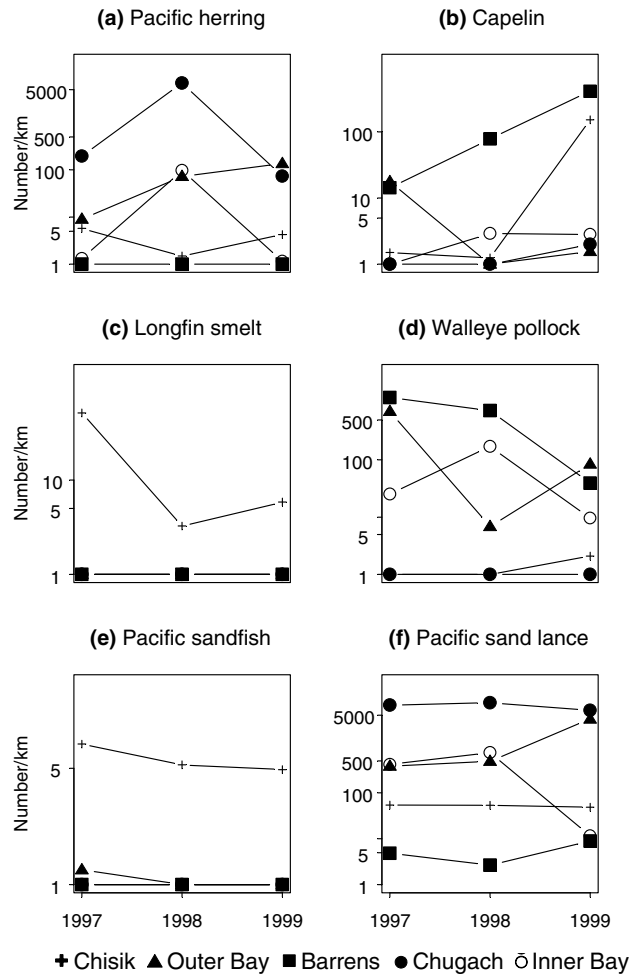 (a) Pacific herring
(b) Capelin
Number/km
5000
500
100
5
1
100
10
5
1
(c) Longfin smelt
(d) Walleye pollock
Number/km
10
5
1
500
100
5
1
(e) Pacific sandfish
(f) Pacific sand lance
Number/km
5
1
5000
500
100
5
1
1997 1998 1999 1997 1998 1999
Chisik Outer Bay Barrens Chugach Inner Bay